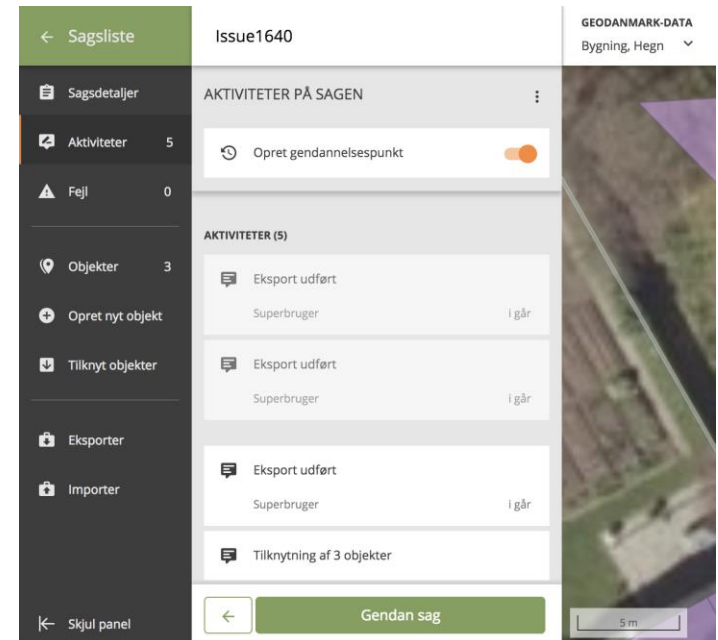 Sagsliste
Sagsdetaljer
Aktiviteter 5
Fejl 0
Objekter 3
Opret nyt objekt
Tilknyt objekter
Eksporter
Importer
Skjul panel
Issue1640
AKTIVITETER PÅ SAGEN
Opret gendannelsespunkt
AKTIVITETER (5)
Eksport udført
Superbruger i går
Eksport udført
Superbruger i går
Eksport udført
Superbruger i går
Tilknytning af 3 objekter
Gendan sag
GEODANMARK-DATA
Bygning, Hegn
5 m